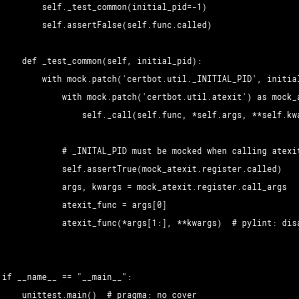 self._test_common(initial_pid=-1)
self.assertFalse(self.func.called)
def _test_common(self, initial_pid):
with mock.patch('certbot.util._INITIAL_PID', initial
with mock.patch('certbot.util.atexit') as mock_a
self._call(self.func, *self.args, **self.kwa
# _INITAL_PID must be mocked when calling atexit
self.assertTrue(mock_atexit.register.called)
args, kwargs = mock_atexit.register.call_args
atexit_func = args[0]
atexit_func(*args[1:], **kwargs)  # pylint: disa
if __name__ == "__main__":
unittest.main()  # pragma: no cover